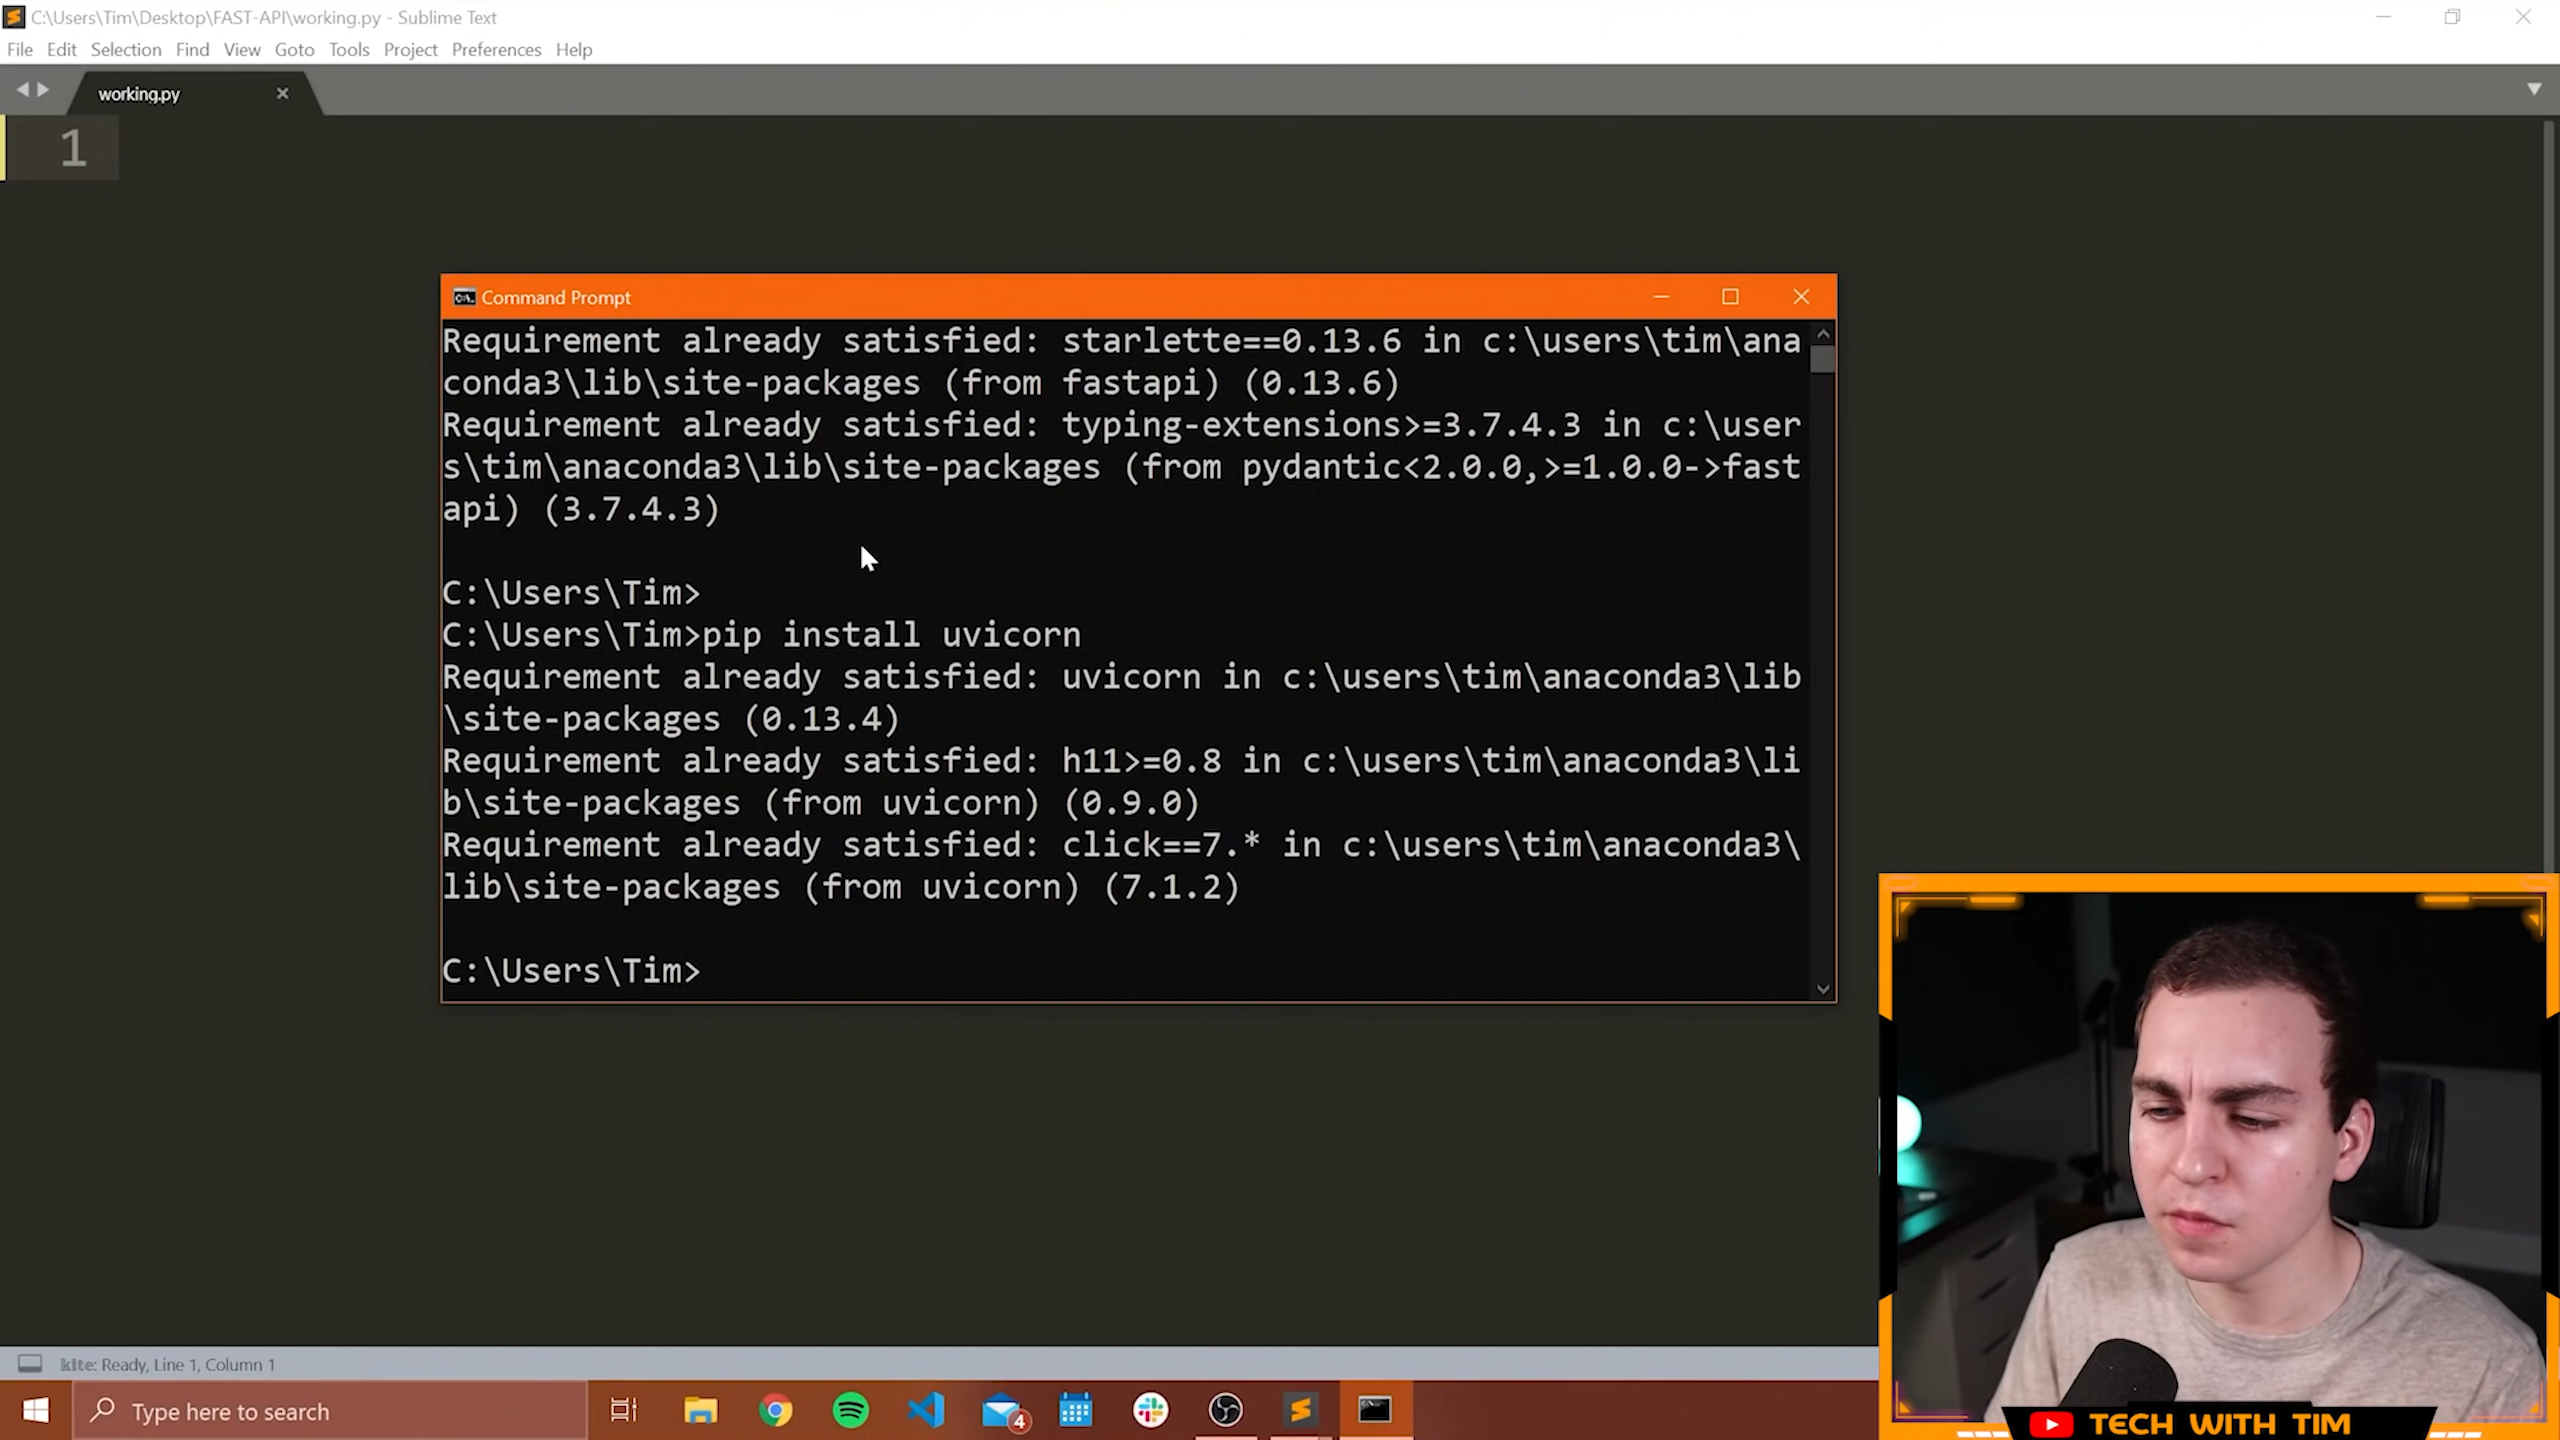 C:\Users\Tim\Desktop\FAST-API\working.py - Sublime Text
File Edit Selection Find View Goto Tools Project Preferences Help
working.py
1
Command Prompt
Requirement already satisfied: starlette==0.13.6 in c:\users\tim\ana
conda3\lib\site-packages (from fastapi) (0.13.6)
Requirement already satisfied: typing-extensions>=3.7.4.3 in c:\user
s\tim\anaconda3\lib\site-packages (from pydantic<2.0.0,>=1.0.0->fast
api) (3.7.4.3)
C:\Users\Tim>
C:\Users\Tim>pip install uvicorn
Requirement already satisfied: uvicorn in c:\users\tim\anaconda3\lib
\site-packages (0.13.4)
Requirement already satisfied: h11>=0.8 in c:\users\tim\anaconda3\li
b\site-packages (from uvicorn) (0.9.0)
Requirement already satisfied: click==7.* in c:\users\tim\anaconda3\
lib\site-packages (from uvicorn) (7.1.2)
C:\Users\Tim>
kite: Ready, Line 1, Column 1
Type here to search
4
TECH WITH TIM